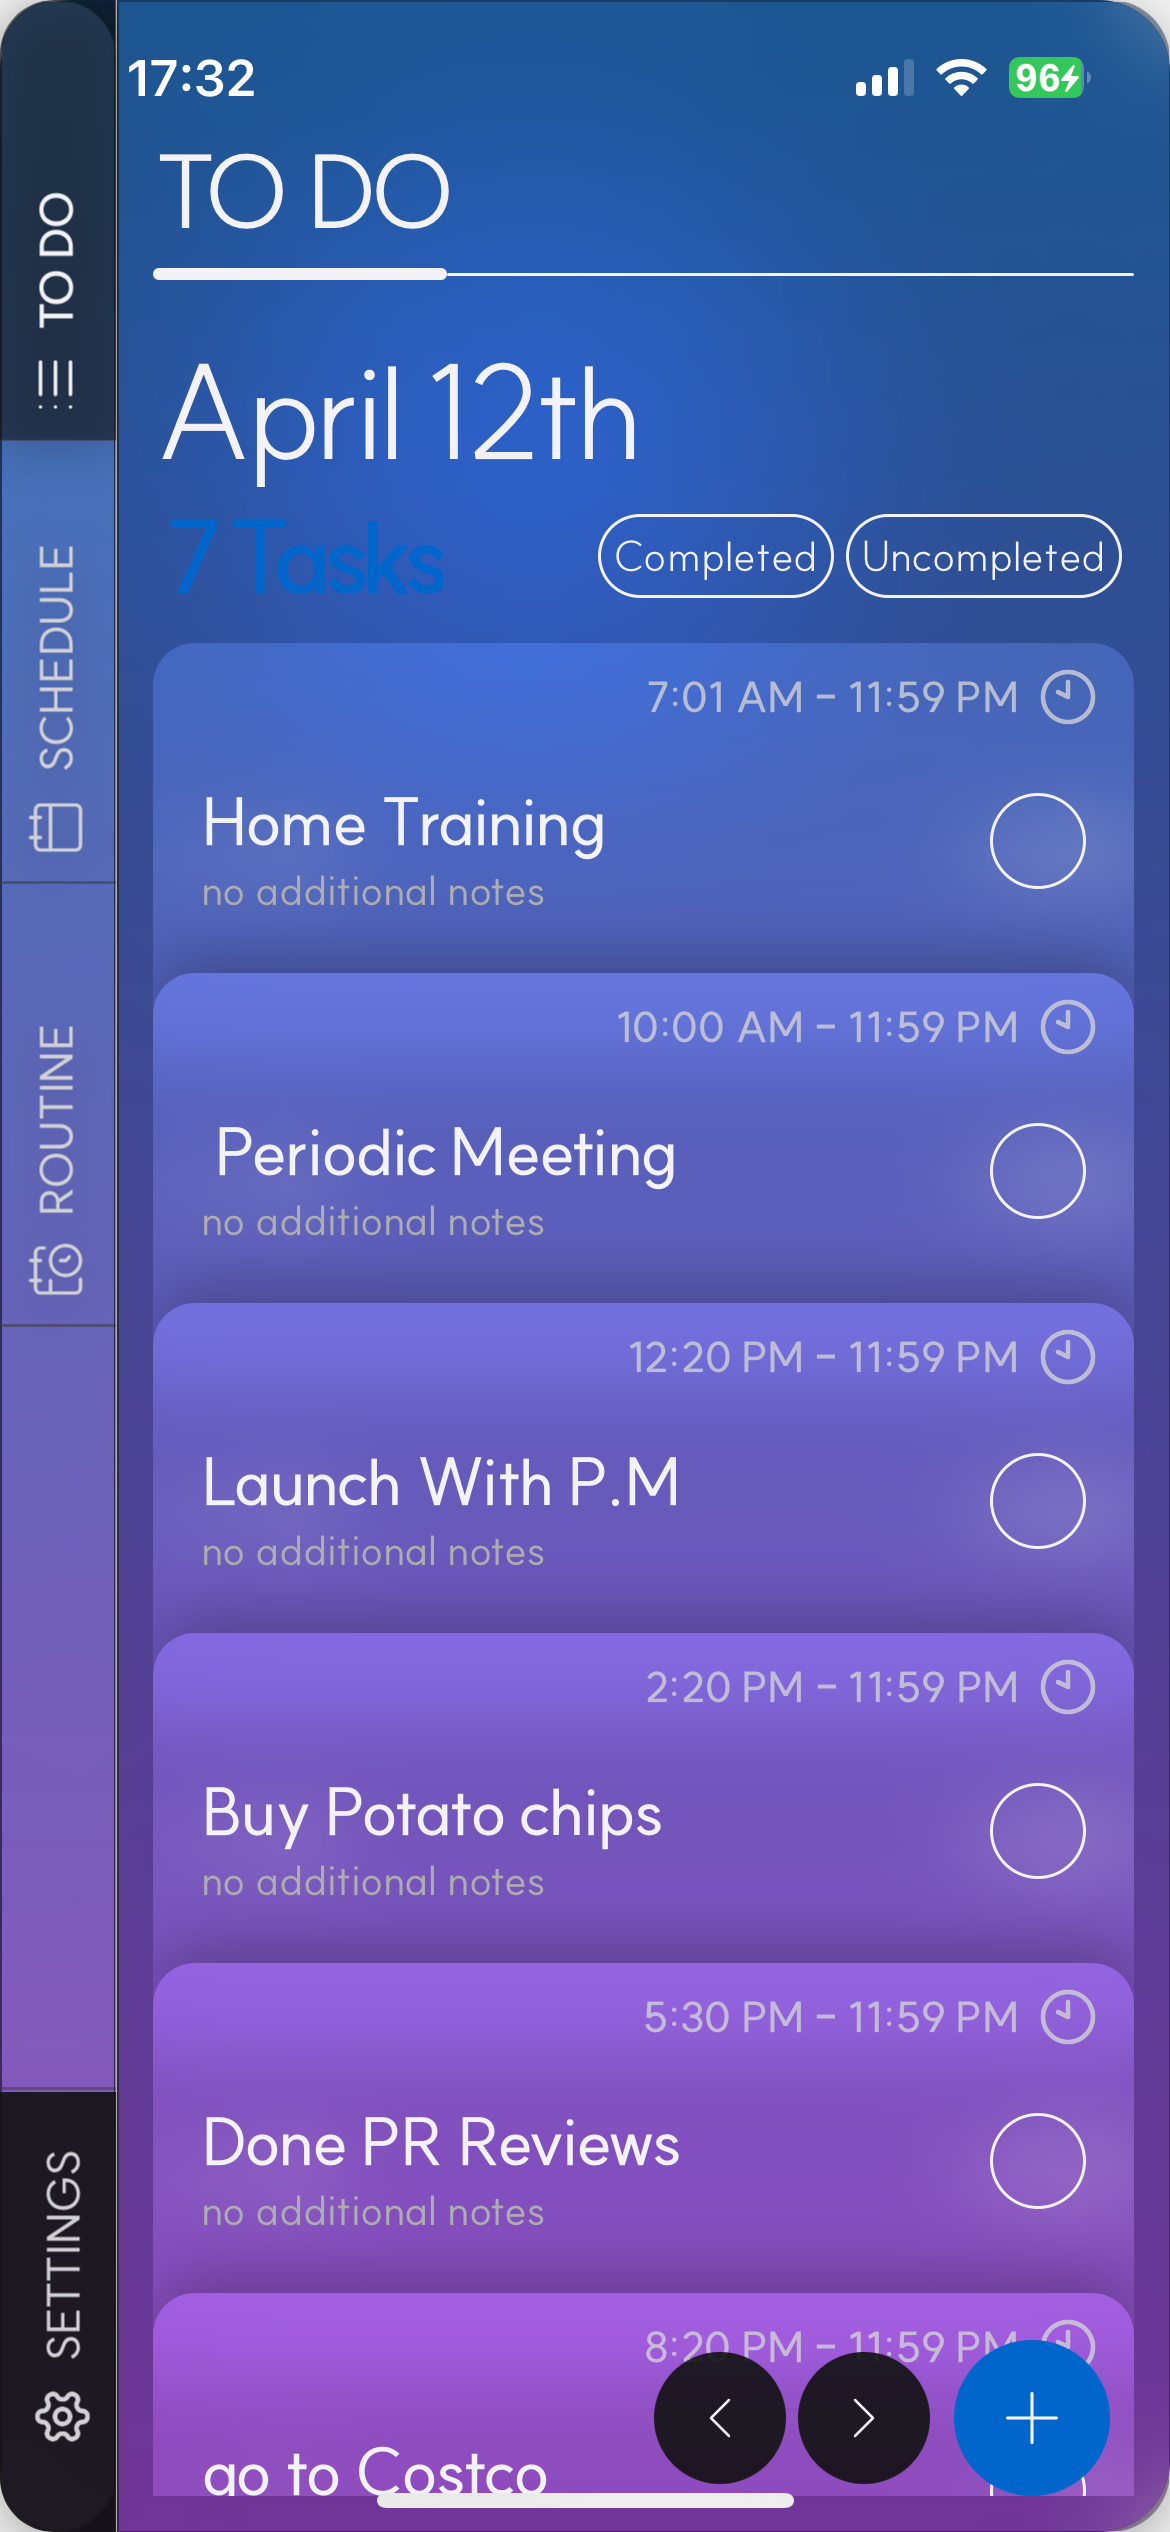 17:32
96
TO DO
April 12th
7 Tasks
Completed
Uncompleted
7:01 AM - 11:59 PM
Home Training
no additional notes
10:00 AM - 11:59 PM
Periodic Meeting
no additional notes
12:20 PM - 11:59 PM
Launch With P.M
no additional notes
2:20 PM - 11:59 PM
Buy Potato chips
no additional notes
5:30 PM - 11:59 PM
Done PR Reviews
no additional notes
8:20 PM - 11:59 PM
go to Costco
TO DO
SCHEDULE
ROUTINE
SETTINGS